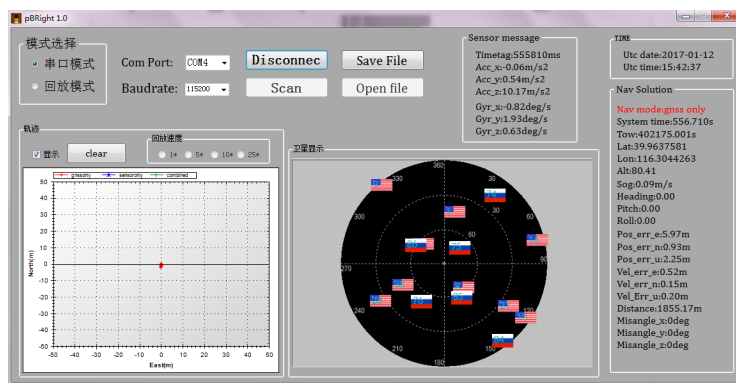 pBRight 1.0
模式选择
串口模式
回放模式
Com Port:
COM4
Disconnec
Save File
Baudrate:
115200
Scan
Open file
Sensor message
Timetag:555810ms
Acc_x:-0.06m/s2
Acc_y:0.54m/s2
Acc_z:10.17m/s2
Gyr_x:-0.82deg/s
Gyr_y:1.93deg/s
Gyr_z:0.63deg/s
TIME
Utc date:2017-01-12
Utc time:15:42:37
Nav Solution
Nav mode:gnss only
System time:556.710s
Tow:402175.001s
Lat:39.9637581
Lon:116.3044263
Alt:80.41
Sog:0.09m/s
Heading:0.00
Pitch:0.00
Roll:0.00
Pos_err_e:5.97m
Pos_err_n:0.93m
Pos_err_u:2.25m
Vel_err_e:0.52m
Vel_err_n:0.15m
Vel_Err_u:0.20m
Distance:1855.17m
Misangle_x:0deg
Misangle_y:0deg
Misangle_z:0deg
轨迹
显示
clear
回放速度
1* 5* 10* 25*
gnssonly sensoronly combined
North(m)
50
40
30
20
10
0
-10
-20
-30
-40
-50
-50 -40 -30 -20 -10 0 10 20 30 40 50
East(m)
卫星显示
360
330
30
30
300
60
60
270
90
240
120
210
150
180